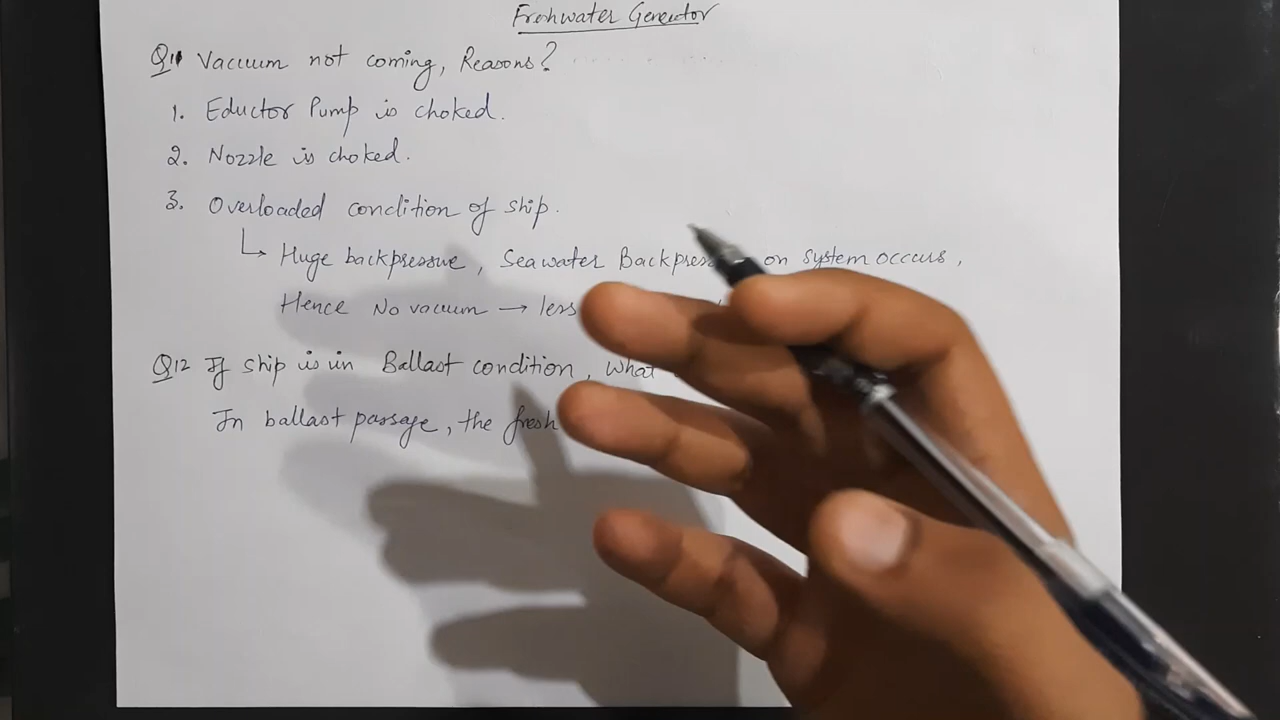 Freshwater Generator
Q11 Vacuum not coming, Reasons?
1. Eductor Pump is choked.
2. Nozzle is choked.
3. Overloaded condition of ship.
↳ Huge backpressure, Seawater on system occurs,
Hence No vacuum → less
Q12 If ship is in Ballast condition, what
In ballast passage, the fresh